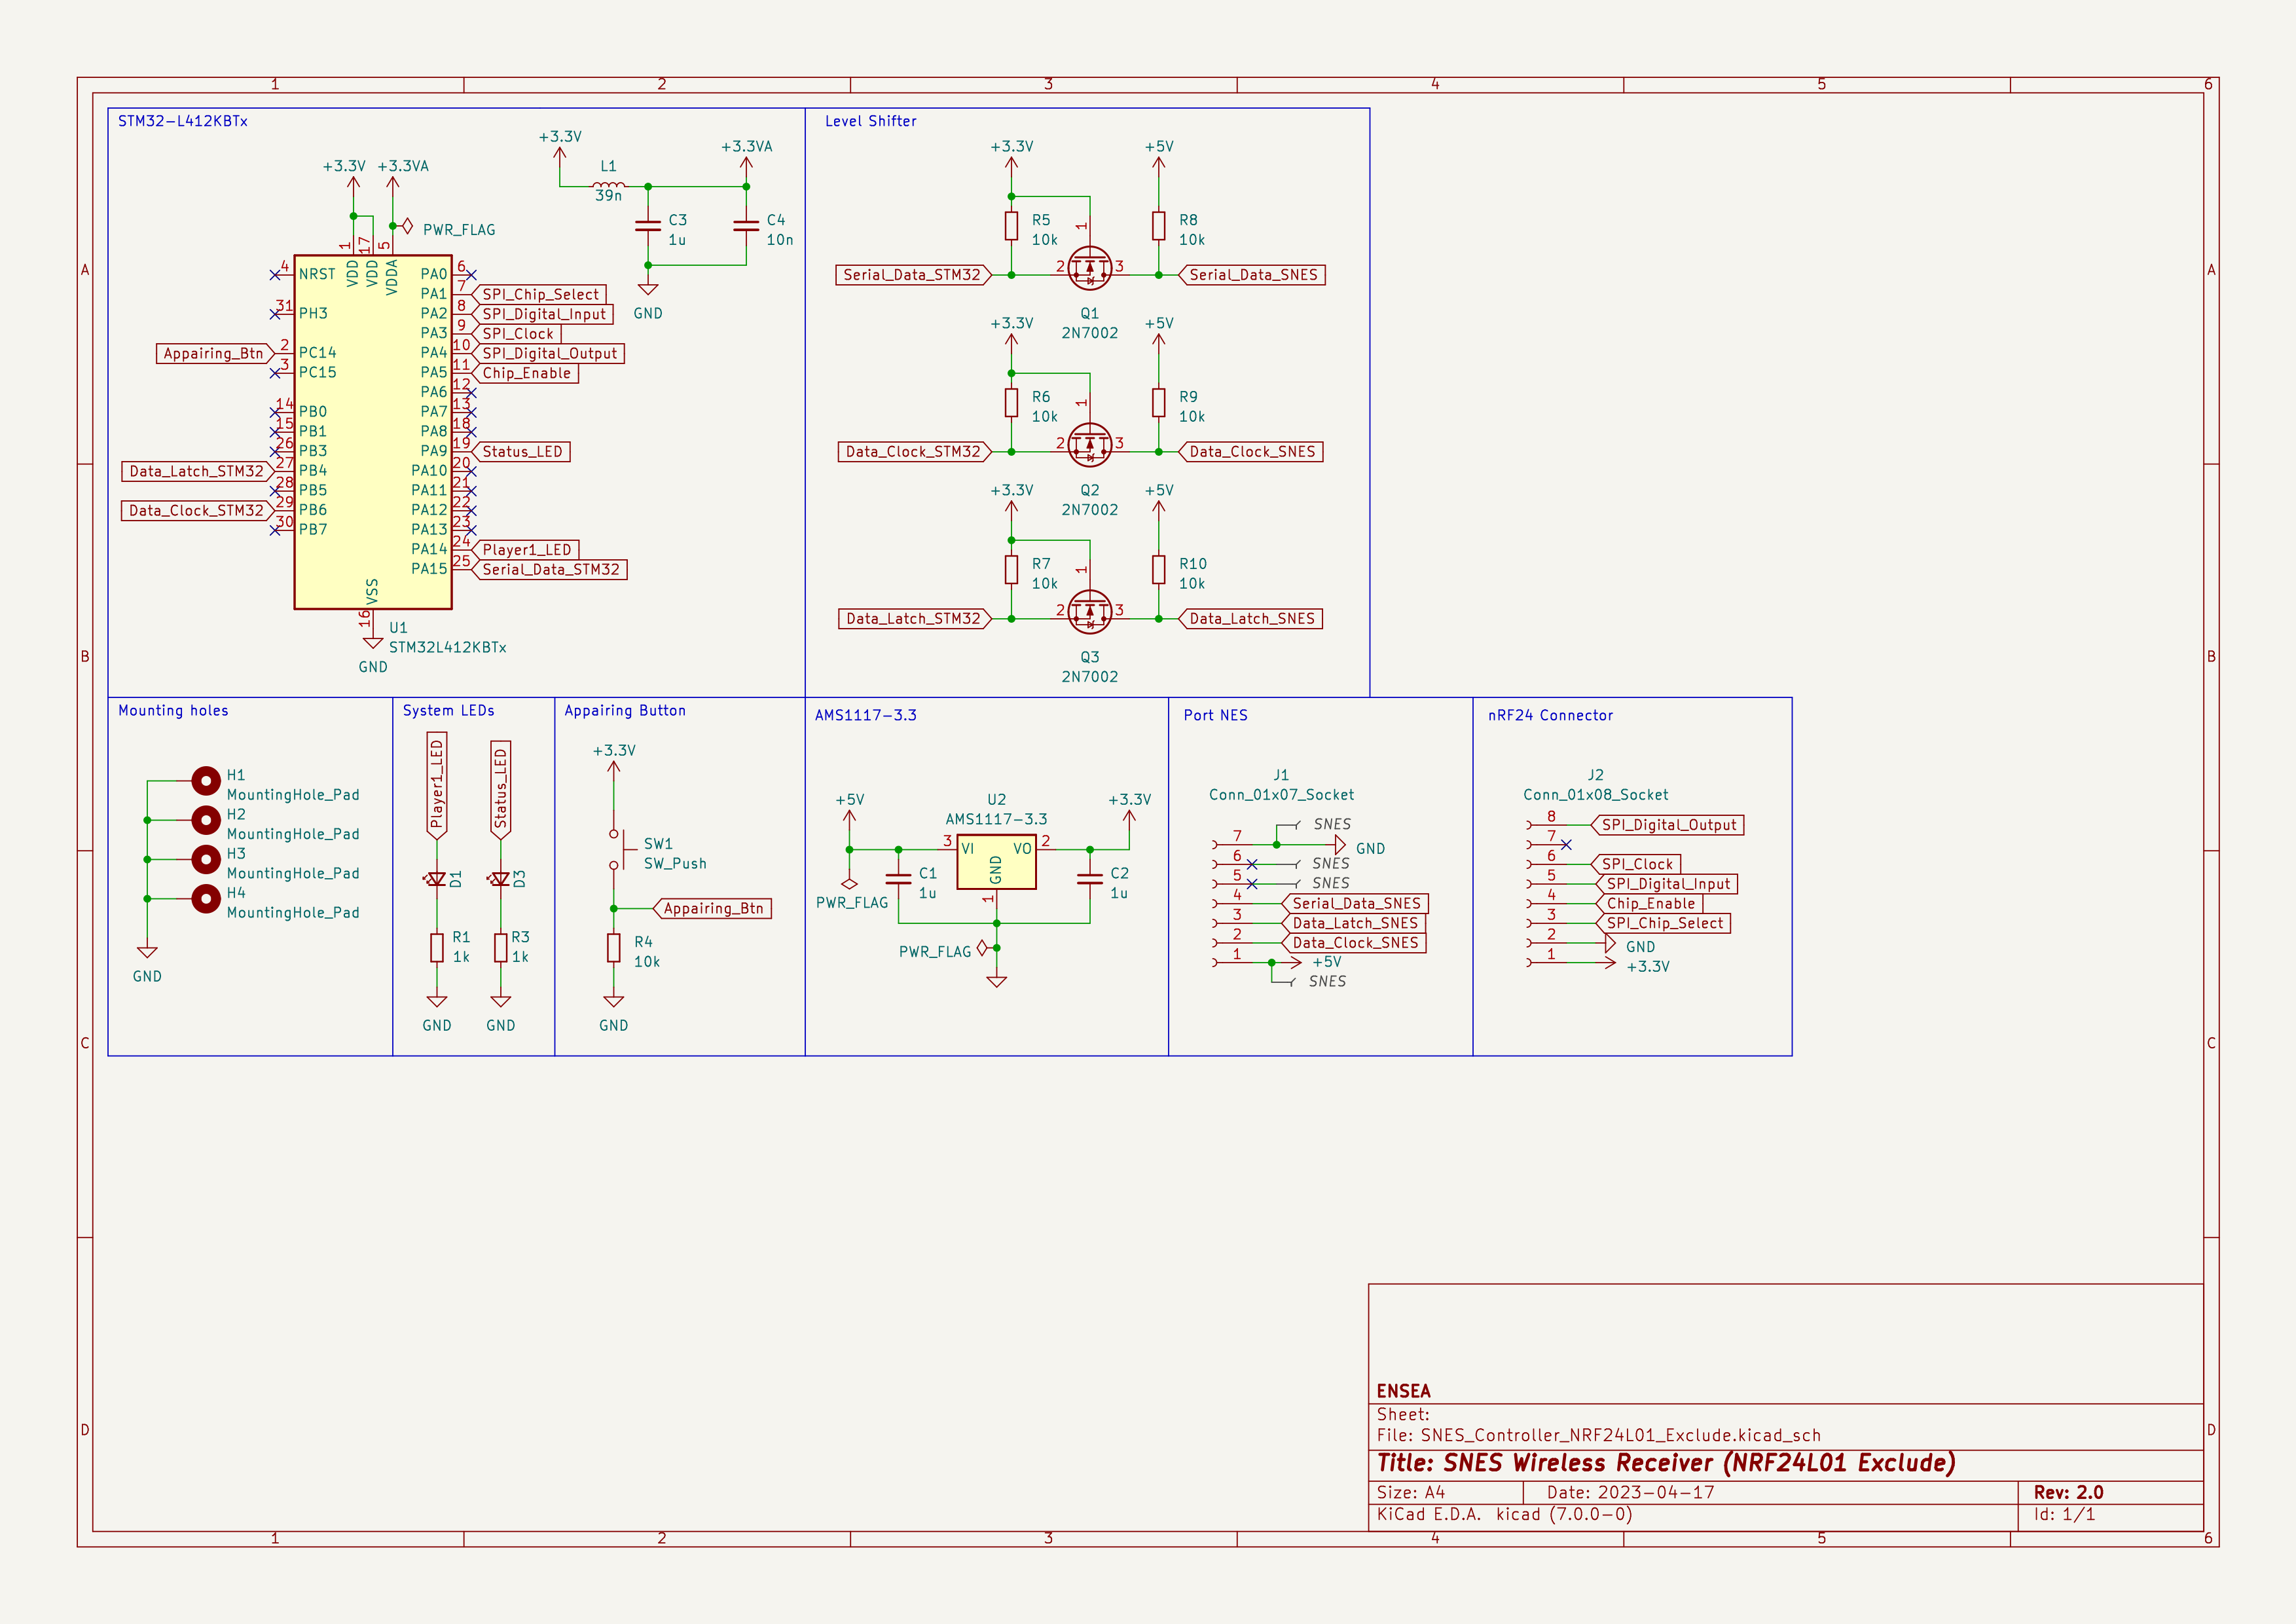 1 2 3 4 5 6
A A
B B
C C
D D
STM32-L412KBTx
+3.3V
+3.3VA
PWR_FLAG
+3.3V
L1
39n
+3.3VA
C3
1u
C4
10n
GND
1 17 5
VDD VDD VDDA
4 NRST
31 PH3
Appairing_Btn 2 PC14
3 PC15
14 PB0
15 PB1
26 PB3
Data_Latch_STM32 27 PB4
28 PB5
Data_Clock_STM32 29 PB6
30 PB7
PA0 6
PA1 7 SPI_Chip_Select
PA2 8 SPI_Digital_Input
PA3 9 SPI_Clock
PA4 10 SPI_Digital_Output
PA5 11 Chip_Enable
PA6 12
PA7 13
PA8 18
PA9 19 Status_LED
PA10 20
PA11 21
PA12 22
PA13 23
PA14 24 Player1_LED
PA15 25 Serial_Data_STM32
VSS
16
U1
STM32L412KBTx
GND
Level Shifter
+3.3V +5V
R5
10k
R8
10k
1
Serial_Data_STM32 2 3 Serial_Data_SNES
Q1
2N7002
+3.3V +5V
R6
10k
R9
10k
1
Data_Clock_STM32 2 3 Data_Clock_SNES
Q2
2N7002
+3.3V +5V
R7
10k
R10
10k
1
Data_Latch_STM32 2 3 Data_Latch_SNES
Q3
2N7002
Mounting holes
H1
MountingHole_Pad
H2
MountingHole_Pad
H3
MountingHole_Pad
H4
MountingHole_Pad
GND
System LEDs
Player1_LED
Status_LED
D1
D3
R1
1k
R3
1k
GND GND
Appairing Button
+3.3V
SW1
SW_Push
Appairing_Btn
R4
10k
GND
AMS1117-3.3
+5V
U2
AMS1117-3.3
+3.3V
3 VI VO 2
GND
1
C1
1u
C2
1u
PWR_FLAG
PWR_FLAG
Port NES
J1
Conn_01x07_Socket
SNES
7 GND
6 SNES
5 SNES
4 Serial_Data_SNES
3 Data_Latch_SNES
2 Data_Clock_SNES
1 +5V
SNES
nRF24 Connector
J2
Conn_01x08_Socket
8 SPI_Digital_Output
7
6 SPI_Clock
5 SPI_Digital_Input
4 Chip_Enable
3 SPI_Chip_Select
2 GND
1 +3.3V
ENSEA
Sheet:
File: SNES_Controller_NRF24L01_Exclude.kicad_sch
Title: SNES Wireless Receiver (NRF24L01 Exclude)
Size: A4 Date: 2023-04-17 Rev: 2.0
KiCad E.D.A. kicad (7.0.0-0) Id: 1/1
1 2 3 4 5 6